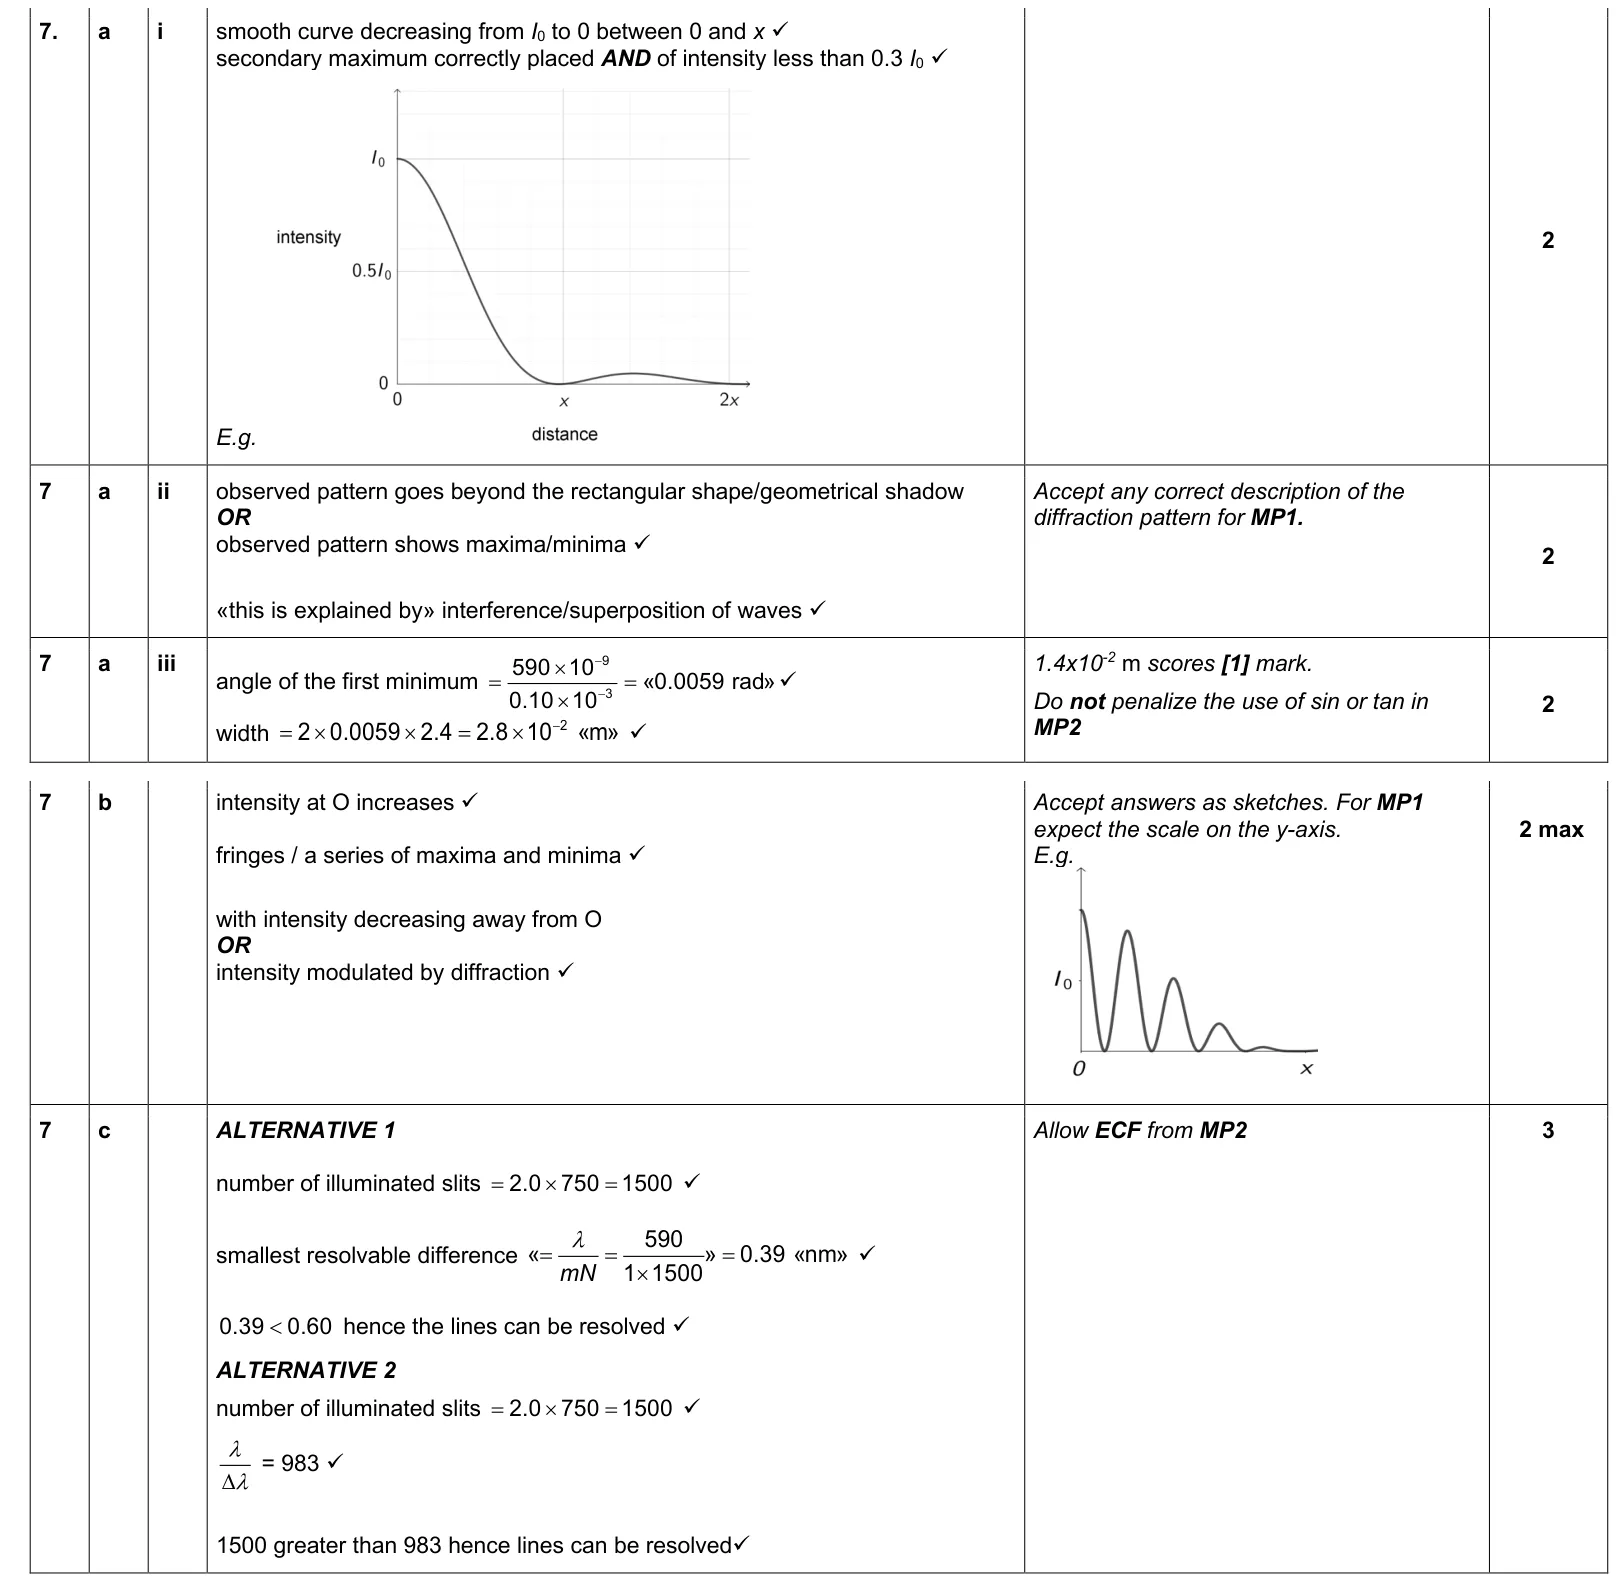 7. a i smooth curve decreasing from I₀ to 0 between 0 and x ✓
secondary maximum correctly placed AND of intensity less than 0.3 I₀ ✓
I₀
intensity
0.5I₀
0
0 x 2x
distance
E.g.
2
7 a ii observed pattern goes beyond the rectangular shape/geometrical shadow
OR
observed pattern shows maxima/minima ✓
«this is explained by» interference/superposition of waves ✓
Accept any correct description of the
diffraction pattern for MP1.
2
7 a iii angle of the first minimum = 590×10⁻⁹ / 0.10×10⁻³ = «0.0059 rad» ✓
width = 2×0.0059×2.4 = 2.8×10⁻² «m» ✓
1.4x10⁻² m scores [1] mark.
Do not penalize the use of sin or tan in
MP2
2
7 b intensity at O increases ✓
fringes / a series of maxima and minima ✓
with intensity decreasing away from O
OR
intensity modulated by diffraction ✓
Accept answers as sketches. For MP1
expect the scale on the y-axis.
E.g.
I₀
0 x
2 max
7 c ALTERNATIVE 1
number of illuminated slits = 2.0×750 = 1500 ✓
smallest resolvable difference «= λ / mN = 590 / 1×1500» = 0.39 «nm» ✓
0.39 < 0.60 hence the lines can be resolved ✓
ALTERNATIVE 2
number of illuminated slits = 2.0×750 = 1500 ✓
λ / Δλ = 983 ✓
1500 greater than 983 hence lines can be resolved✓
Allow ECF from MP2
3